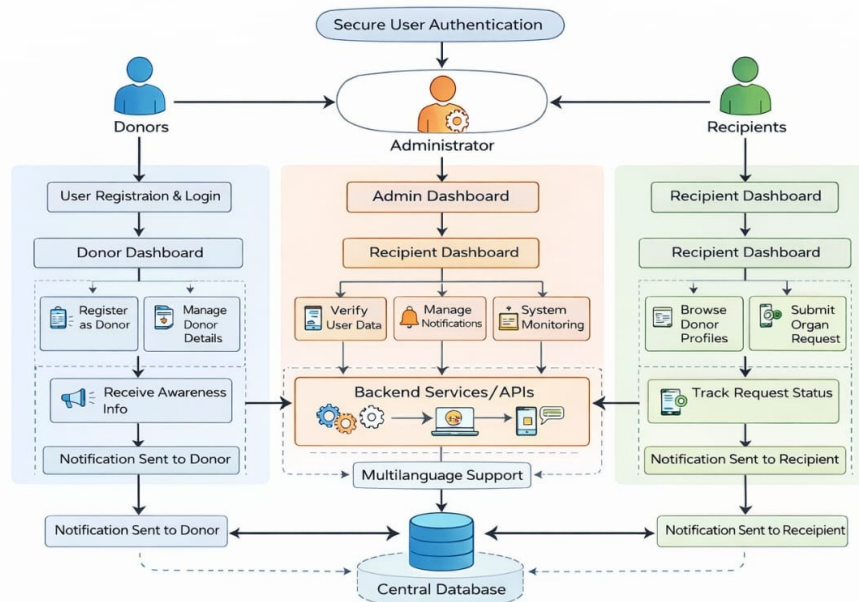 Secure User Authentication
Donors
Administrator
Recipients
User Registraion & Login
Admin Dashboard
Recipient Dashboard
Donor Dashboard
Recipient Dashboard
Recipient Dashboard
Register
as Donor
Manage
Donor
Details
Verify
User Data
Manage
Notifications
System
Monitoring
Browse
Donor
Profiles
Submit
Organ
Request
Receive Awareness
Info
Backend Services/APIs
Track Request Status
Notification Sent to Donor
Multilanguage Support
Notification Sent to Recipient
Notification Sent to Donor
Notification Sent to Receipient
Central Database